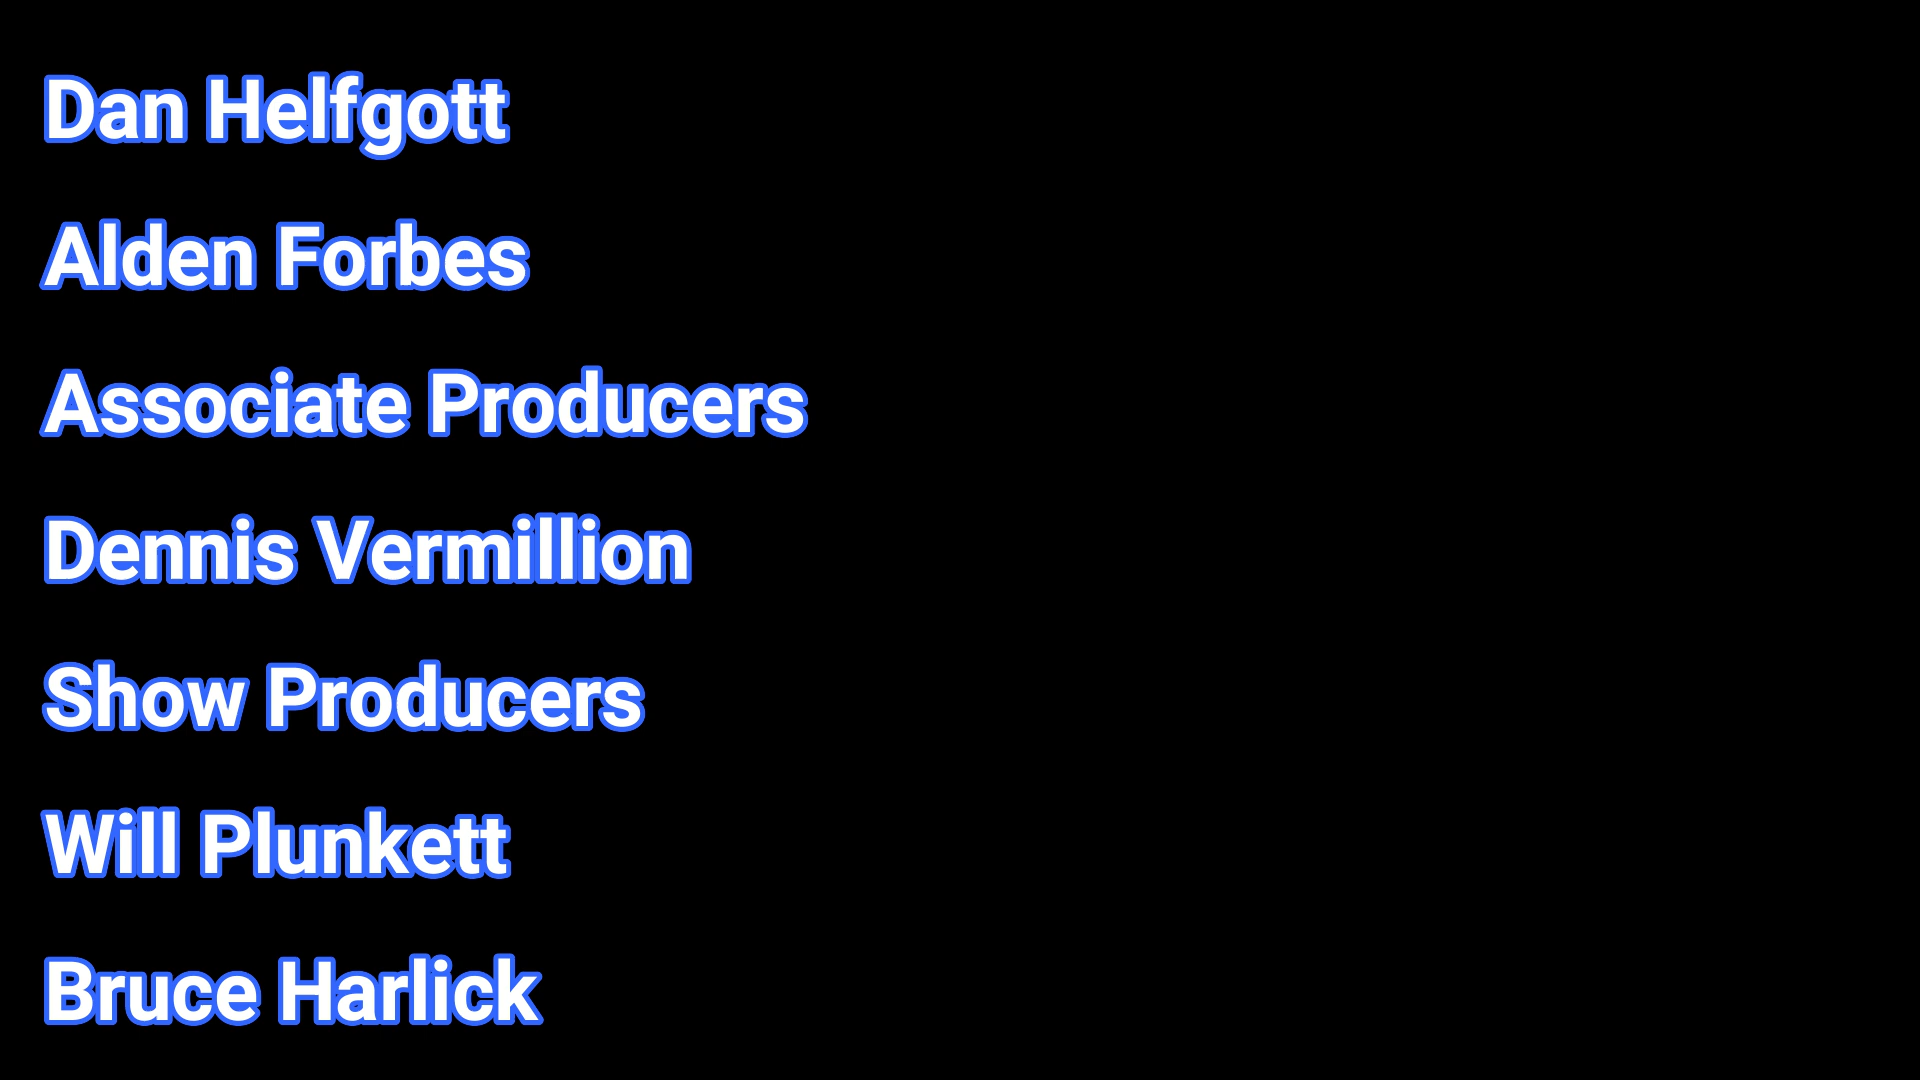 Dan Helfgott
Alden Forbes
Associate Producers
Dennis Vermillion
Show Producers
Will Plunkett
Bruce Harlick